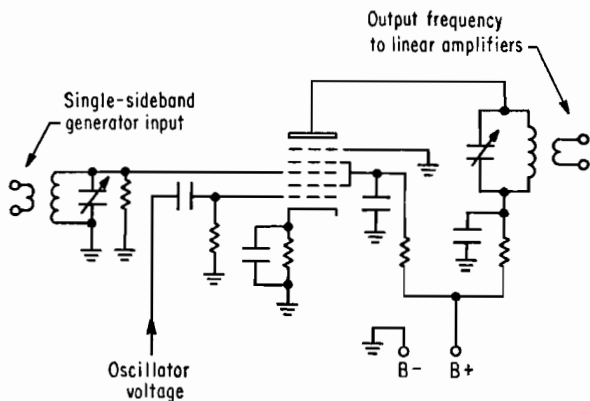 Output frequency
to linear amplifiers
Single-sideband
generator input
Oscillator
voltage
B-
B+